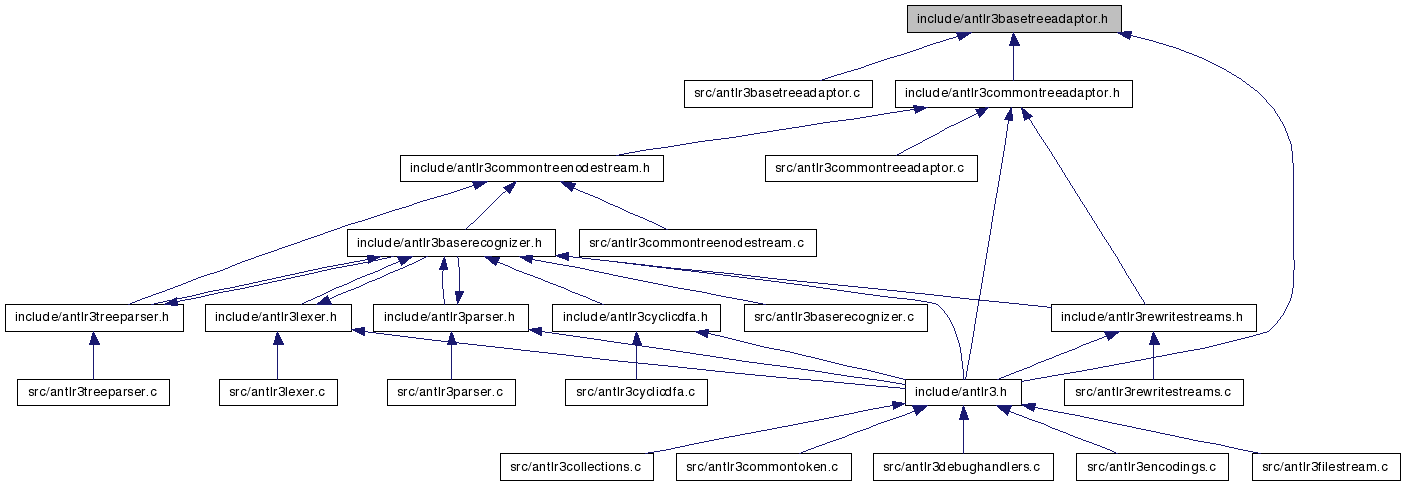 include/antlr3basetreeadaptor.h
src/antlr3basetreeadaptor.c
include/antlr3commontreeadaptor.h
include/antlr3commontreenodestream.h
src/antlr3commontreeadaptor.c
include/antlr3baserecognizer.h
src/antlr3commontreenodestream.c
include/antlr3treeparser.h
include/antlr3lexer.h
include/antlr3parser.h
include/antlr3cyclicdfa.h
src/antlr3baserecognizer.c
include/antlr3rewritestreams.h
src/antlr3treeparser.c
src/antlr3lexer.c
src/antlr3parser.c
src/antlr3cyclicdfa.c
include/antlr3.h
src/antlr3rewritestreams.c
src/antlr3collections.c
src/antlr3commontoken.c
src/antlr3debughandlers.c
src/antlr3encodings.c
src/antlr3filestream.c